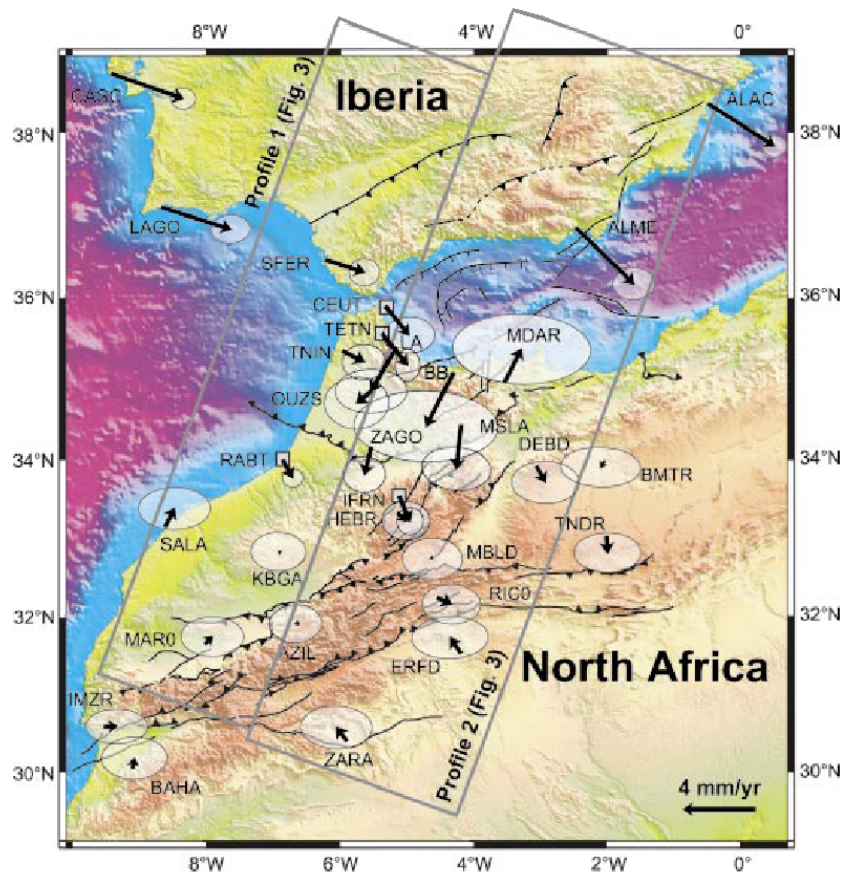 8°W
4°W
0°
CASC
ALAC
Iberia
Profile 1 (Fig. 3)
38°N
38°N
LAGO
ALME
SFER
36°N
36°N
CEUT
TETN
A
MDAR
TNIN
BB
OUZS
ZAGO
MSLA
34°N
RABT
DEBD
BMTR
34°N
IFRN
HEBR
TNDR
SALA
KBGA
MBLD
32°N
RIC0
32°N
MAR0
AZIL
ERFD
North Africa
IMZR
Profile 2 (Fig. 3)
ZARA
30°N
BAHA
30°N
4 mm/yr
8°W
6°W
4°W
2°W
0°